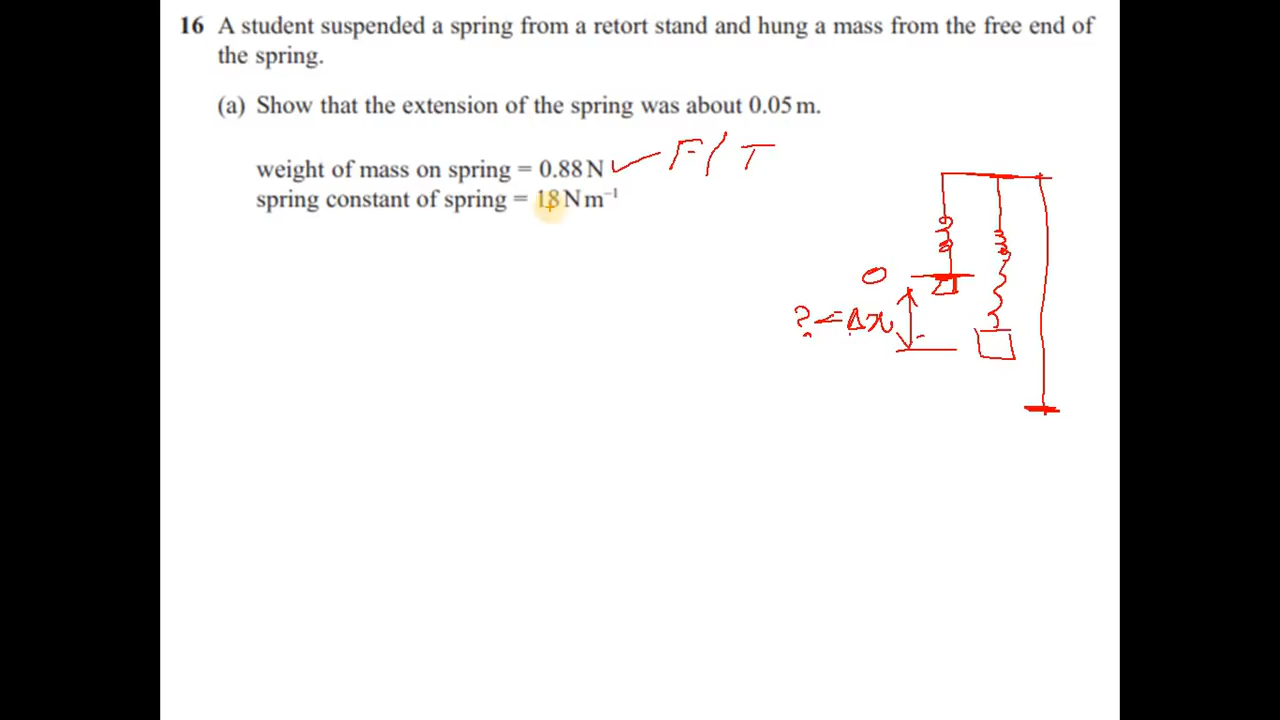 16 A student suspended a spring from a retort stand and hung a mass from the free end of
the spring.
(a) Show that the extension of the spring was about 0.05 m.
weight of mass on spring = 0.88 N ✓ F / T
spring constant of spring = 18 N m⁻¹
0
? ← Δx